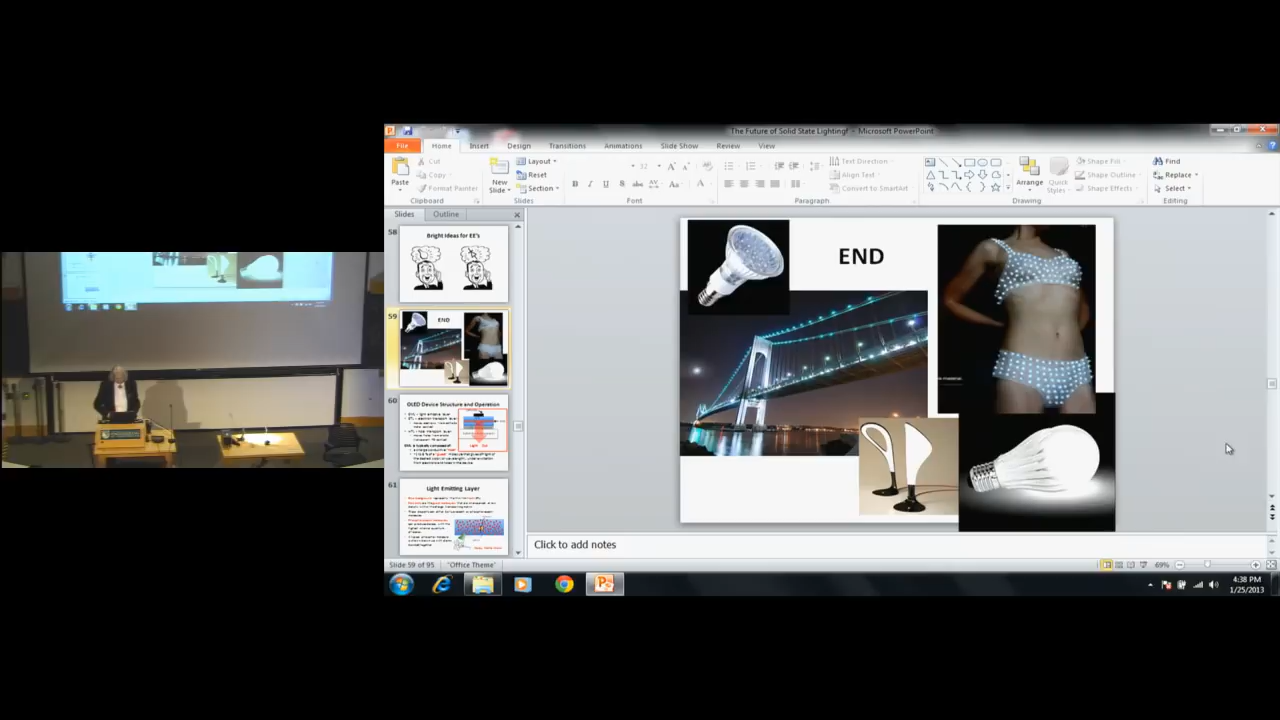 The Future of Solid State Lighting! - Microsoft PowerPoint
File Home Insert Design Transitions Animations Slide Show Review View
Paste
Cut
Copy
Format Painter
Clipboard
New Slide
Layout
Reset
Section
Slides
32
Font
Text Direction
Align Text
Convert to SmartArt
Paragraph
Arrange
Quick Styles
Shape Fill
Shape Outline
Shape Effects
Drawing
Find
Replace
Select
Editing
Slides Outline
58
Bright Ideas for EE's
59
END
60
OLED Device Structure and Operation
61
Light Emitting Layer
END
Click to add notes
Slide 59 of 95 "Office Theme" 69%
4:38 PM
1/25/2013